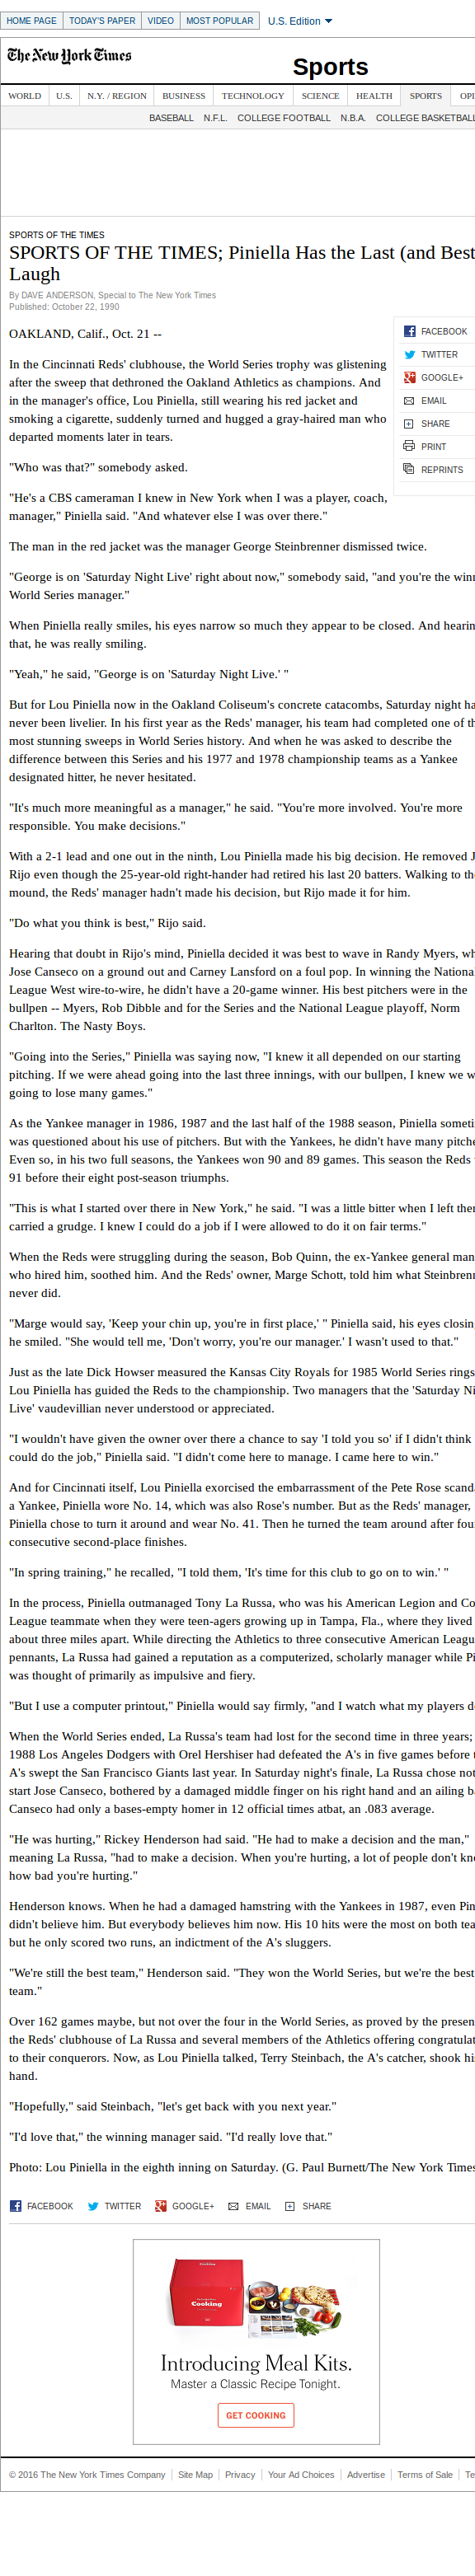 HOME PAGE TODAY'S PAPER VIDEO MOST POPULAR U.S. Edition
The New York Times
Sports
WORLD U.S. N.Y. / REGION BUSINESS TECHNOLOGY SCIENCE HEALTH SPORTS OPI
BASEBALL N.F.L. COLLEGE FOOTBALL N.B.A. COLLEGE BASKETBALL
SPORTS OF THE TIMES
SPORTS OF THE TIMES; Piniella Has the Last (and Best
Laugh
By DAVE ANDERSON, Special to The New York Times
Published: October 22, 1990
FACEBOOK
TWITTER
GOOGLE+
EMAIL
SHARE
PRINT
REPRINTS
OAKLAND, Calif., Oct. 21 --
In the Cincinnati Reds' clubhouse, the World Series trophy was glistening
after the sweep that dethroned the Oakland Athletics as champions. And
in the manager's office, Lou Piniella, still wearing his red jacket and
smoking a cigarette, suddenly turned and hugged a gray-haired man who
departed moments later in tears.
"Who was that?" somebody asked.
"He's a CBS cameraman I knew in New York when I was a player, coach,
manager," Piniella said. "And whatever else I was over there."
The man in the red jacket was the manager George Steinbrenner dismissed twice.
"George is on 'Saturday Night Live' right about now," somebody said, "and you're the winn
World Series manager."
When Piniella really smiles, his eyes narrow so much they appear to be closed. And hearin
that, he was really smiling.
"Yeah," he said, "George is on 'Saturday Night Live.' "
But for Lou Piniella now in the Oakland Coliseum's concrete catacombs, Saturday night ha
never been livelier. In his first year as the Reds' manager, his team had completed one of th
most stunning sweeps in World Series history. And when he was asked to describe the
difference between this Series and his 1977 and 1978 championship teams as a Yankee
designated hitter, he never hesitated.
"It's much more meaningful as a manager," he said. "You're more involved. You're more
responsible. You make decisions."
With a 2-1 lead and one out in the ninth, Lou Piniella made his big decision. He removed J
Rijo even though the 25-year-old right-hander had retired his last 20 batters. Walking to the
mound, the Reds' manager hadn't made his decision, but Rijo made it for him.
"Do what you think is best," Rijo said.
Hearing that doubt in Rijo's mind, Piniella decided it was best to wave in Randy Myers, wh
Jose Canseco on a ground out and Carney Lansford on a foul pop. In winning the National
League West wire-to-wire, he didn't have a 20-game winner. His best pitchers were in the
bullpen -- Myers, Rob Dibble and for the Series and the National League playoff, Norm
Charlton. The Nasty Boys.
"Going into the Series," Piniella was saying now, "I knew it all depended on our starting
pitching. If we were ahead going into the last three innings, with our bullpen, I knew we w
going to lose many games."
As the Yankee manager in 1986, 1987 and the last half of the 1988 season, Piniella someti
was questioned about his use of pitchers. But with the Yankees, he didn't have many pitche
Even so, in his two full seasons, the Yankees won 90 and 89 games. This season the Reds
91 before their eight post-season triumphs.
"This is what I started over there in New York," he said. "I was a little bitter when I left ther
carried a grudge. I knew I could do a job if I were allowed to do it on fair terms."
When the Reds were struggling during the season, Bob Quinn, the ex-Yankee general man
who hired him, soothed him. And the Reds' owner, Marge Schott, told him what Steinbrenn
never did.
"Marge would say, 'Keep your chin up, you're in first place,' " Piniella said, his eyes closin
he smiled. "She would tell me, 'Don't worry, you're our manager.' I wasn't used to that."
Just as the late Dick Howser measured the Kansas City Royals for 1985 World Series rings
Lou Piniella has guided the Reds to the championship. Two managers that the 'Saturday Ni
Live' vaudevillian never understood or appreciated.
"I wouldn't have given the owner over there a chance to say 'I told you so' if I didn't think
could do the job," Piniella said. "I didn't come here to manage. I came here to win."
And for Cincinnati itself, Lou Piniella exorcised the embarrassment of the Pete Rose scanda
a Yankee, Piniella wore No. 14, which was also Rose's number. But as the Reds' manager,
Piniella chose to turn it around and wear No. 41. Then he turned the team around after four
consecutive second-place finishes.
"In spring training," he recalled, "I told them, 'It's time for this club to go on to win.' "
In the process, Piniella outmanaged Tony La Russa, who was his American Legion and Co
League teammate when they were teen-agers growing up in Tampa, Fla., where they lived
about three miles apart. While directing the Athletics to three consecutive American Leagu
pennants, La Russa had gained a reputation as a computerized, scholarly manager while Pi
was thought of primarily as impulsive and fiery.
"But I use a computer printout," Piniella would say firmly, "and I watch what my players d
When the World Series ended, La Russa's team had lost for the second time in three years;
1988 Los Angeles Dodgers with Orel Hershiser had defeated the A's in five games before t
A's swept the San Francisco Giants last year. In Saturday night's finale, La Russa chose not
start Jose Canseco, bothered by a damaged middle finger on his right hand and an ailing ba
Canseco had only a bases-empty homer in 12 official times atbat, an .083 average.
"He was hurting," Rickey Henderson had said. "He had to make a decision and the man,"
meaning La Russa, "had to make a decision. When you're hurting, a lot of people don't kno
how bad you're hurting."
Henderson knows. When he had a damaged hamstring with the Yankees in 1987, even Pin
didn't believe him. But everybody believes him now. His 10 hits were the most on both tea
but he only scored two runs, an indictment of the A's sluggers.
"We're still the best team," Henderson said. "They won the World Series, but we're the best
team."
Over 162 games maybe, but not over the four in the World Series, as proved by the presen
the Reds' clubhouse of La Russa and several members of the Athletics offering congratulat
to their conquerors. Now, as Lou Piniella talked, Terry Steinbach, the A's catcher, shook hi
hand.
"Hopefully," said Steinbach, "let's get back with you next year."
"I'd love that," the winning manager said. "I'd really love that."
Photo: Lou Piniella in the eighth inning on Saturday. (G. Paul Burnett/The New York Times
FACEBOOK TWITTER GOOGLE+ EMAIL SHARE
Cooking
Introducing Meal Kits.
Master a Classic Recipe Tonight.
GET COOKING
© 2016 The New York Times Company Site Map Privacy Your Ad Choices Advertise Terms of Sale Te